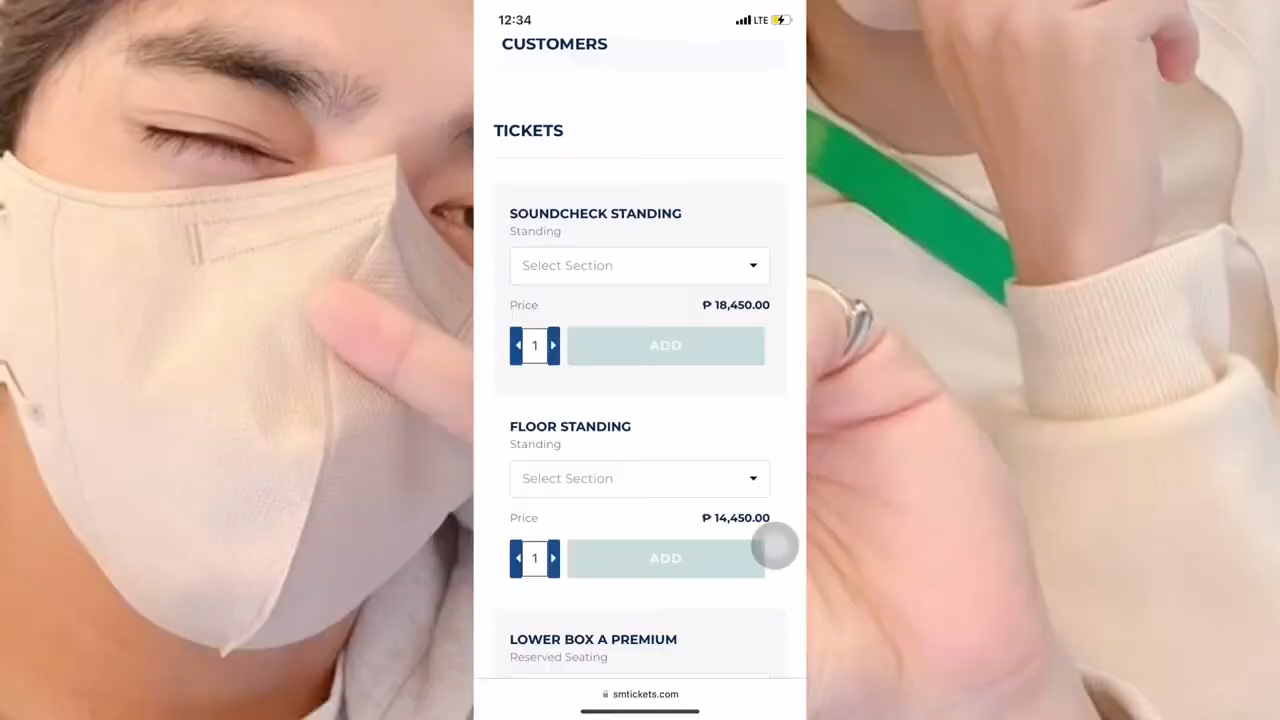 12:34
LTE
CUSTOMERS
TICKETS
SOUNDCHECK STANDING
Standing
Select Section
Price ₱ 18,450.00
1 ADD
FLOOR STANDING
Standing
Select Section
Price ₱ 14,450.00
1 ADD
LOWER BOX A PREMIUM
Reserved Seating
smtickets.com